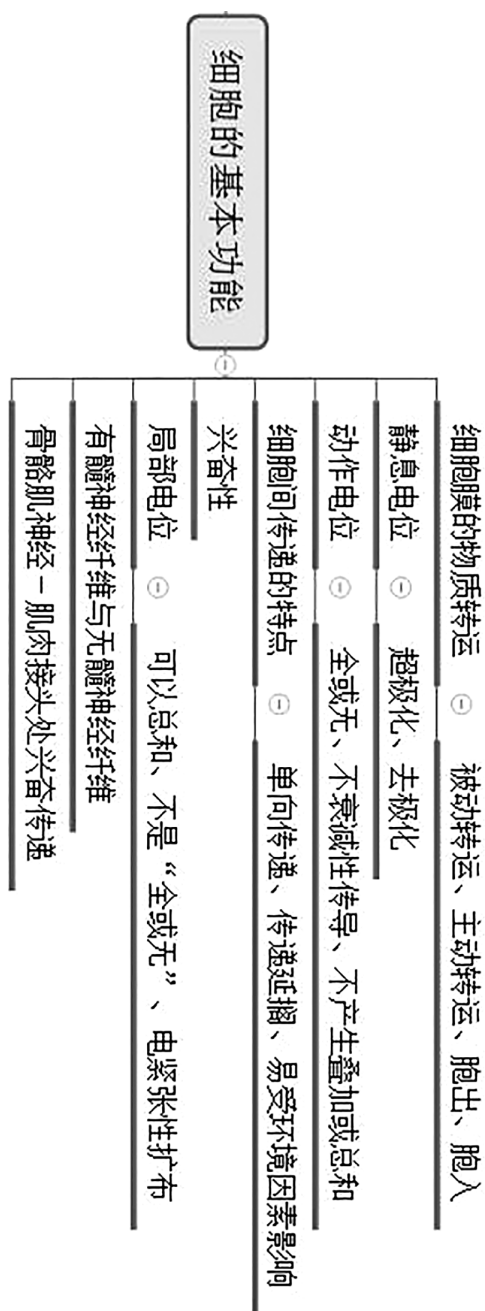 细胞的基本功能
细胞膜的物质转运
被动转运、主动转运、胞出、胞入
静息电位
超极化、去极化
动作电位
全或无、不衰减性传导、不产生叠加或总和
细胞间传递的特点
单向传递、传递延搁、易受环境因素影响
兴奋性
局部电位
可以总和、不是“全或无”、电紧张性扩布
有髓神经纤维与无髓神经纤维
骨骼肌神经－肌肉接头处兴奋传递